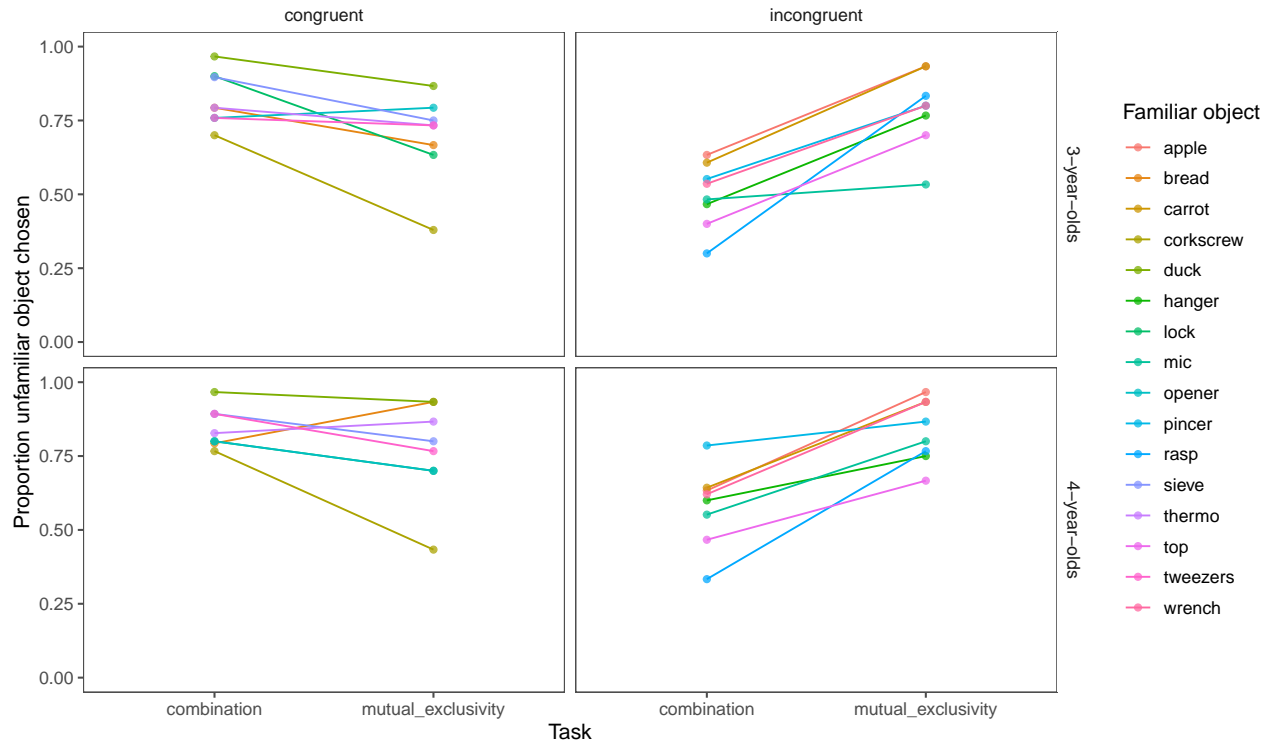 congruent
incongruent
Proportion unfamiliar object chosen
1.00
0.75
0.50
0.25
0.00
3−year−olds
1.00
0.75
0.50
0.25
0.00
4−year−olds
combination
mutual_exclusivity
combination
mutual_exclusivity
Task
Familiar object
apple
bread
carrot
corkscrew
duck
hanger
lock
mic
opener
pincer
rasp
sieve
thermo
top
tweezers
wrench